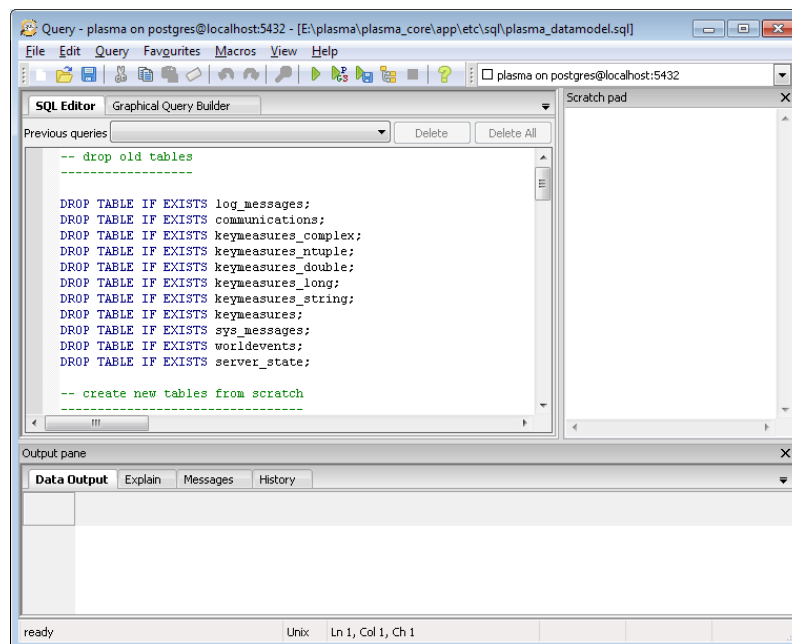 Query - plasma on postgres@localhost:5432 - [E:\plasma\plasma_core\app\etc\sql\plasma_datamodel.sql]
File Edit Query Favourites Macros View Help
plasma on postgres@localhost:5432
SQL Editor Graphical Query Builder
Scratch pad
Previous queries Delete Delete All
-- drop old tables
------------------
DROP TABLE IF EXISTS log_messages;
DROP TABLE IF EXISTS communications;
DROP TABLE IF EXISTS keymeasures_complex;
DROP TABLE IF EXISTS keymeasures_ntuple;
DROP TABLE IF EXISTS keymeasures_double;
DROP TABLE IF EXISTS keymeasures_long;
DROP TABLE IF EXISTS keymeasures_string;
DROP TABLE IF EXISTS keymeasures;
DROP TABLE IF EXISTS sys_messages;
DROP TABLE IF EXISTS worldevents;
DROP TABLE IF EXISTS server_state;
-- create new tables from scratch
---------------------------------
Output pane
Data Output Explain Messages History
ready Unix Ln 1, Col 1, Ch 1